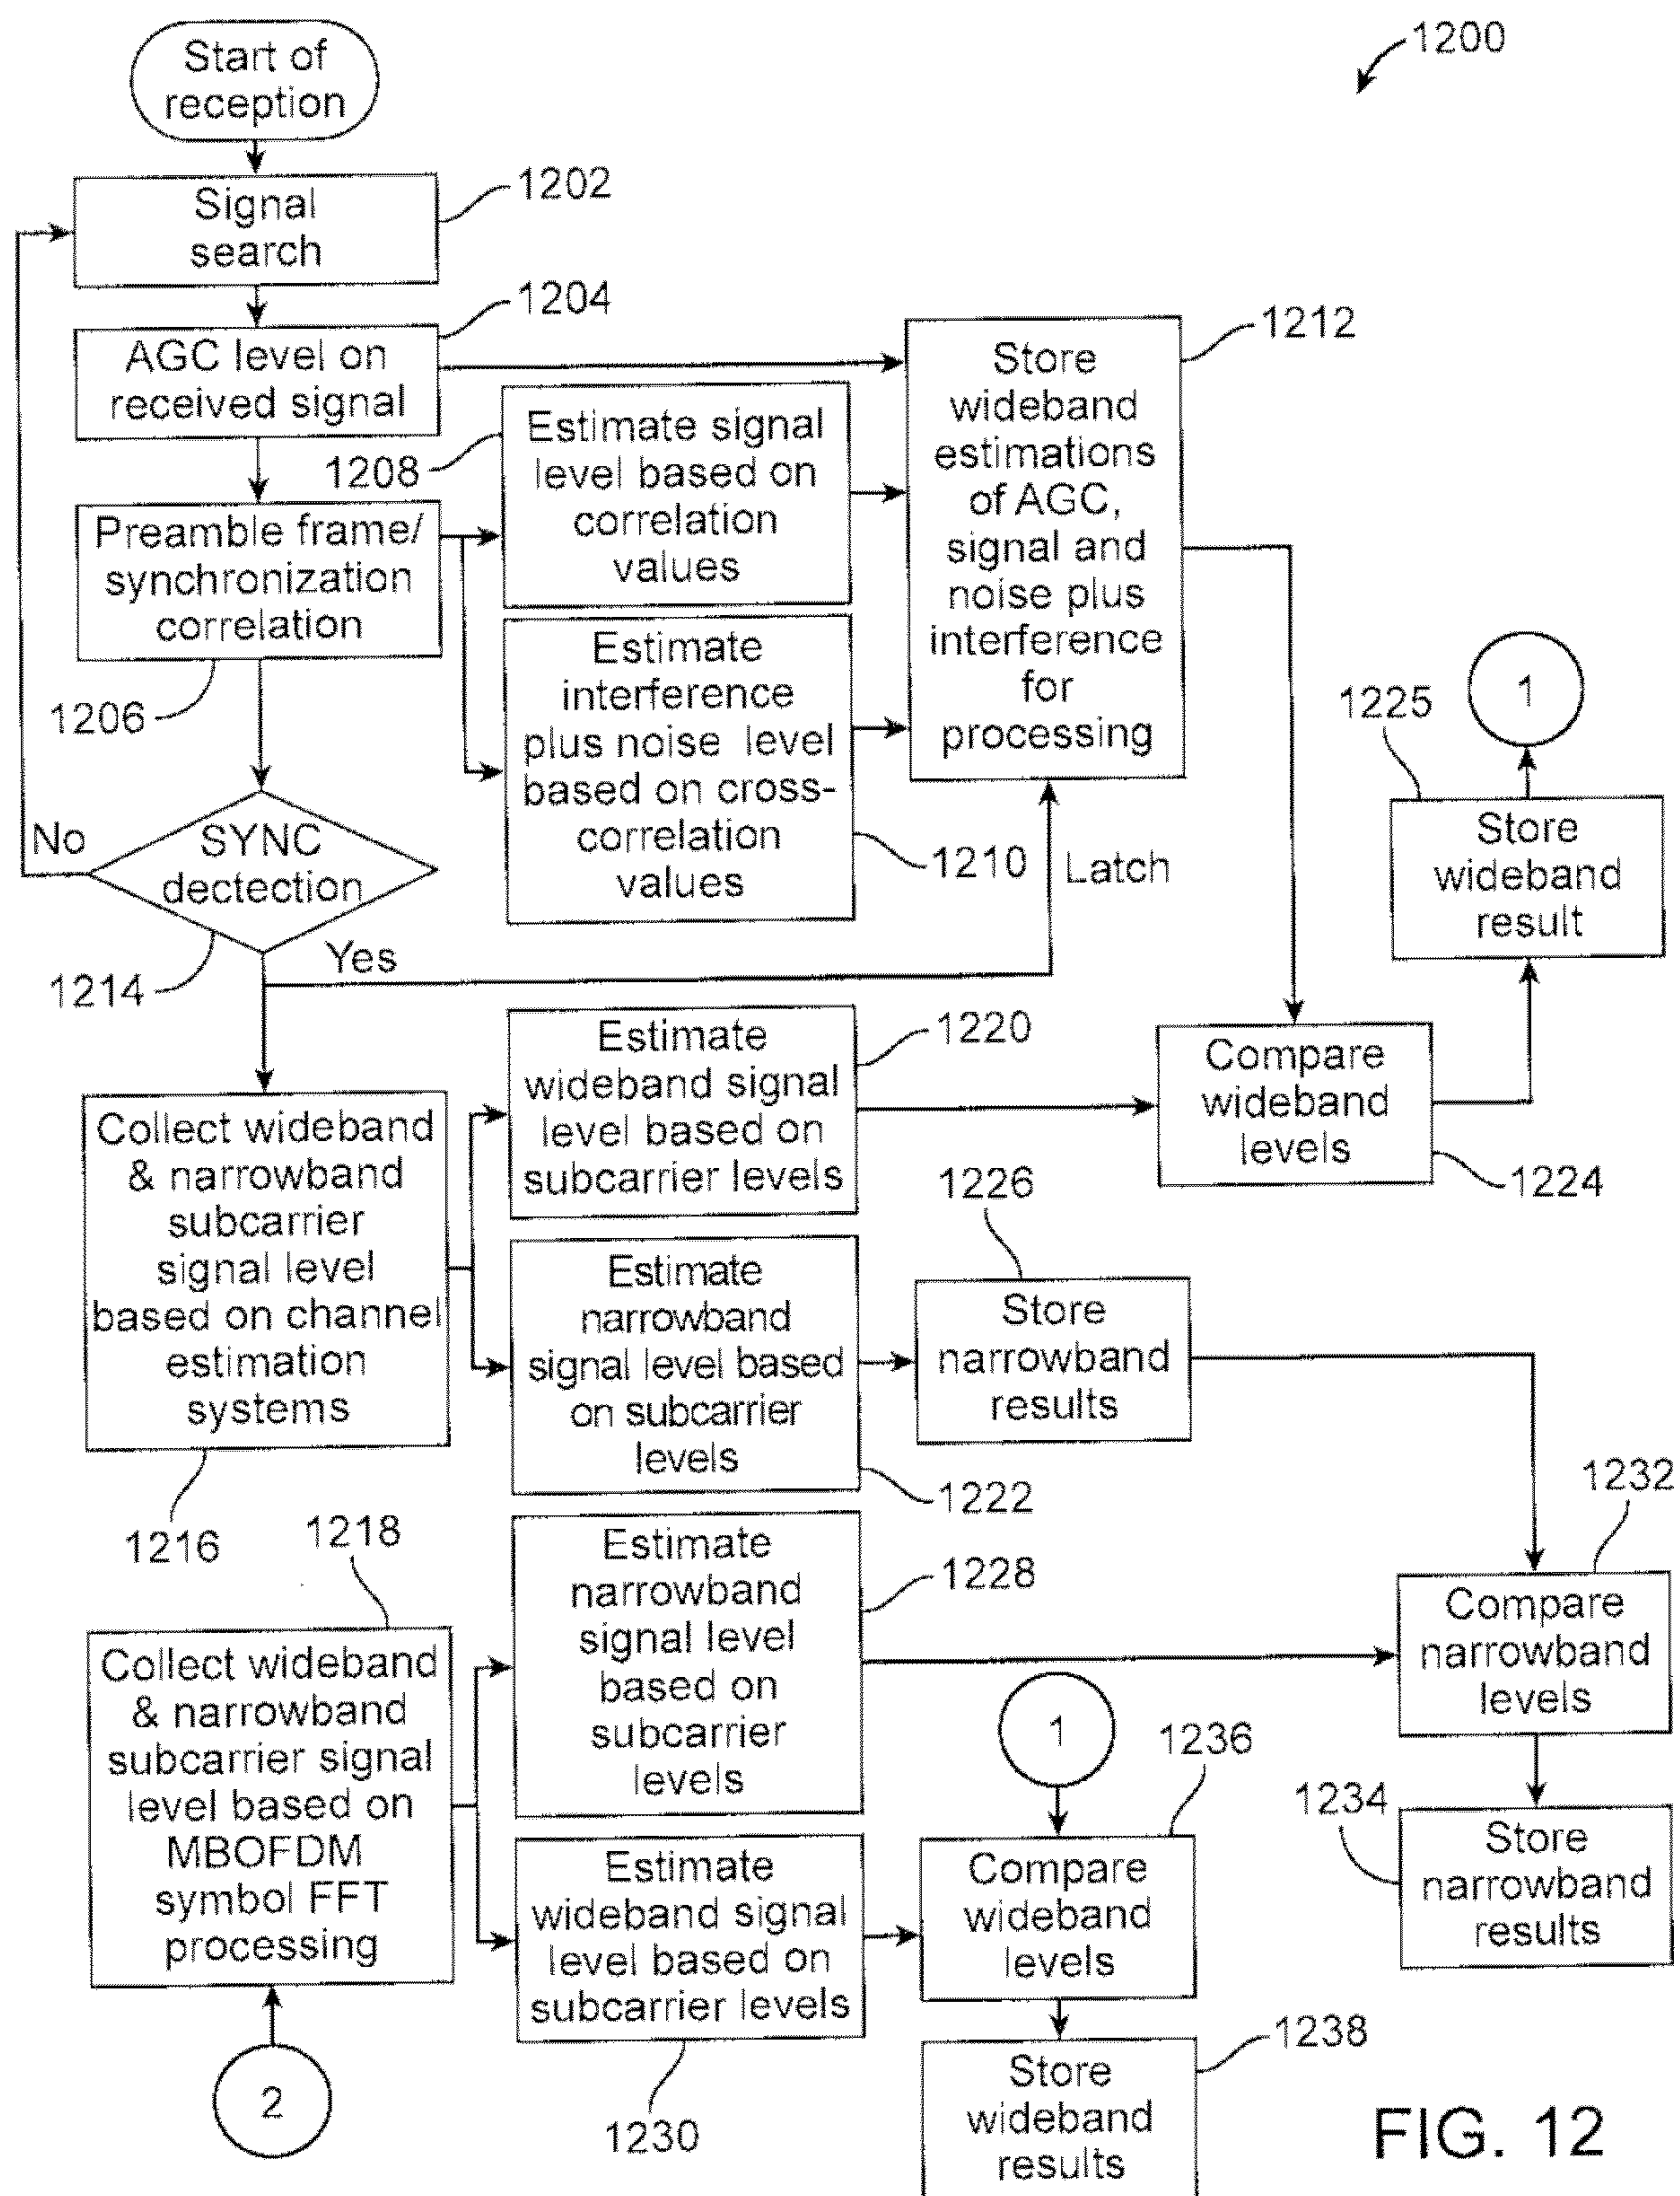 1200
Start of
reception
Signal
search
1202
AGC level on
received signal
1204
Preamble frame/
synchronization
correlation
1206
Estimate signal
level based on
correlation
values
1208
Estimate
interference
plus noise level
based on cross-
correlation
values
1210
Store
wideband
estimations
of AGC,
signal and
noise plus
interference
for
processing
1212
SYNC
dectection
1214
No
Yes
Latch
1
Store
wideband
result
1225
Compare
wideband
levels
1224
Collect wideband
& narrowband
subcarrier
signal level
based on channel
estimation
systems
1216
Estimate
wideband signal
level based on
subcarrier levels
1220
Estimate
narrowband
signal level based
on subcarrier
levels
1222
Store
narrowband
results
1226
Collect wideband
& narrowband
subcarrier signal
level based on
MBOFDM
symbol FFT
processing
1218
2
Estimate
narrowband
signal level
based on
subcarrier
levels
1228
Estimate
wideband signal
level based on
subcarrier levels
1230
Compare
narrowband
levels
1232
Store
narrowband
results
1234
1
Compare
wideband
levels
1236
Store
wideband
results
1238
FIG. 12